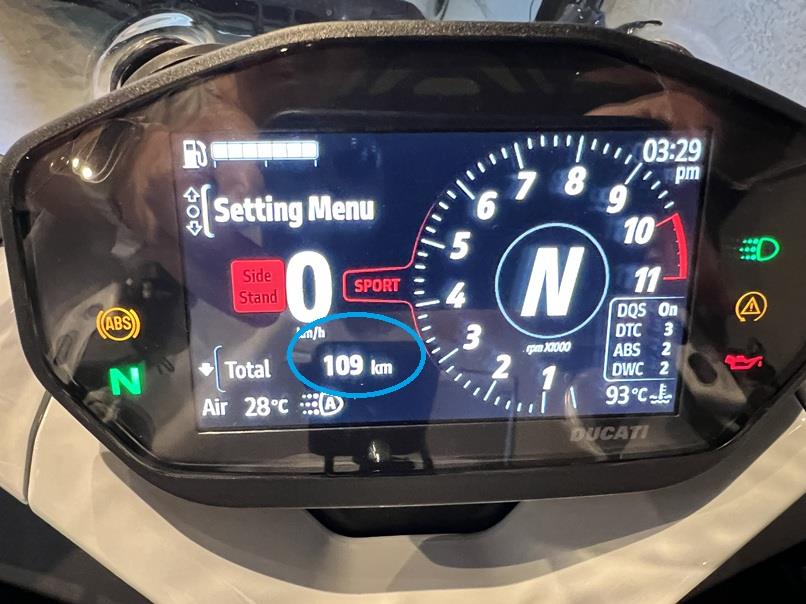 03:29
pm
Setting Menu
Side
Stand
0
km/h
SPORT
1
2
3
4
5
6
7
8
9
10
11
N
rpm X1000
DQS On
DTC 3
ABS 2
DWC 2
Total 109 km
Air 28°C A
93°C
ABS
N
DUCATI